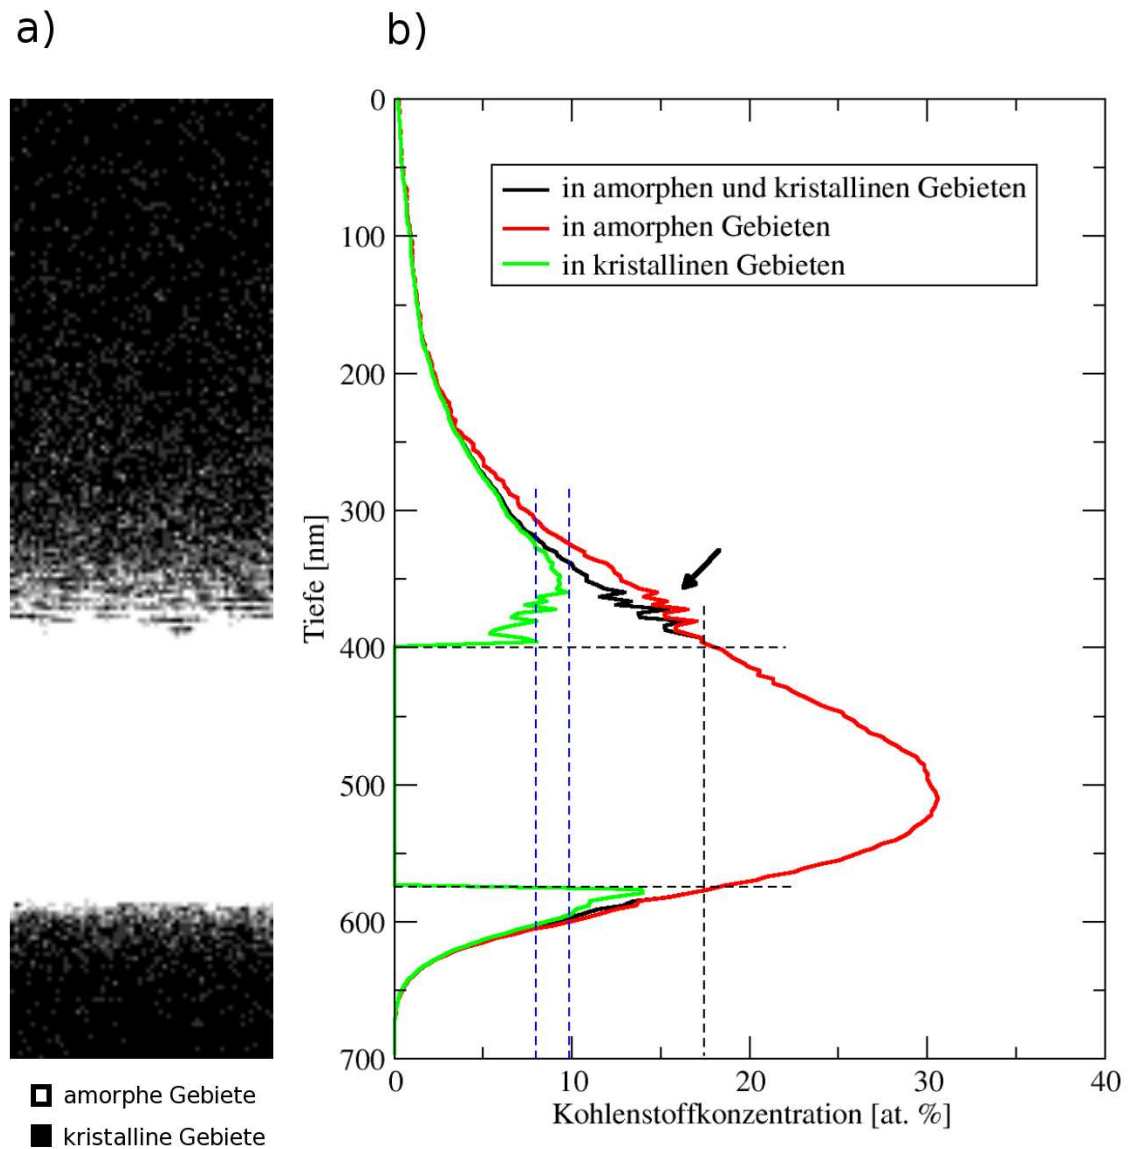 a)
b)
0
100
200
300
400
500
600
700
Tiefe [nm]
in amorphen und kristallinen Gebieten
in amorphen Gebieten
in kristallinen Gebieten
0 10 20 30 40
Kohlenstoffkonzentration [at. %]
amorphe Gebiete
kristalline Gebiete